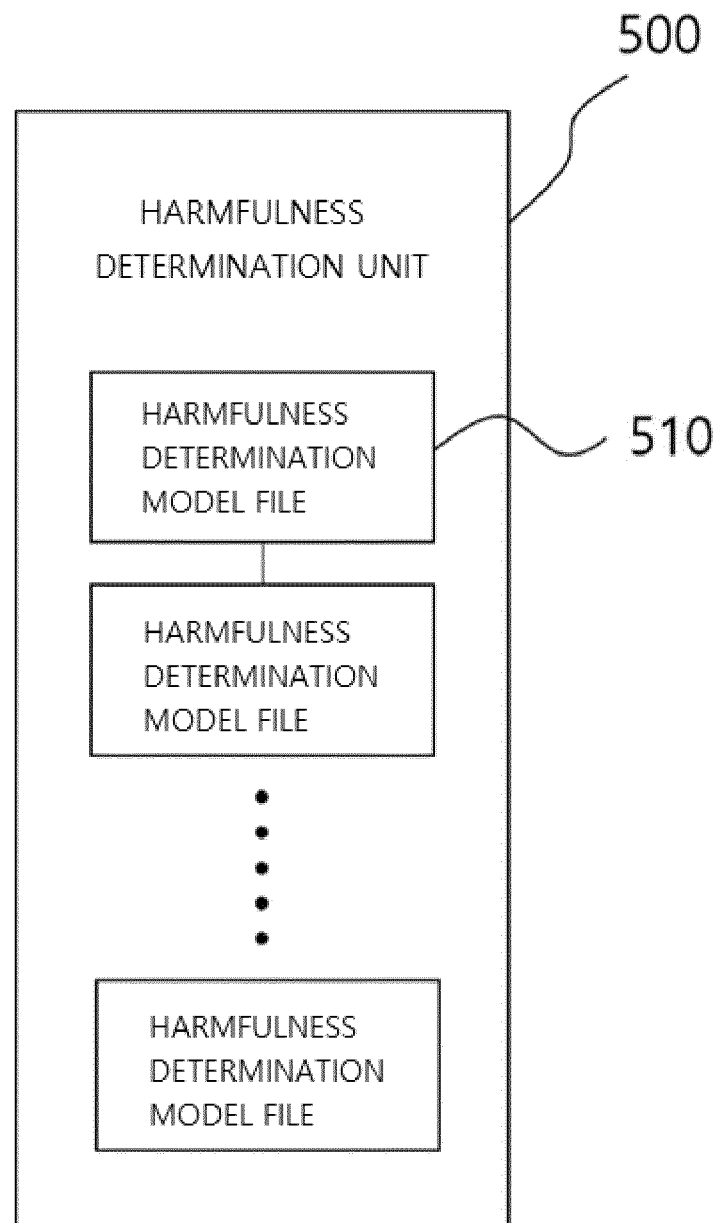 500
HARMFULNESS
DETERMINATION UNIT
HARMFULNESS
DETERMINATION
MODEL FILE
510
HARMFULNESS
DETERMINATION
MODEL FILE
HARMFULNESS
DETERMINATION
MODEL FILE